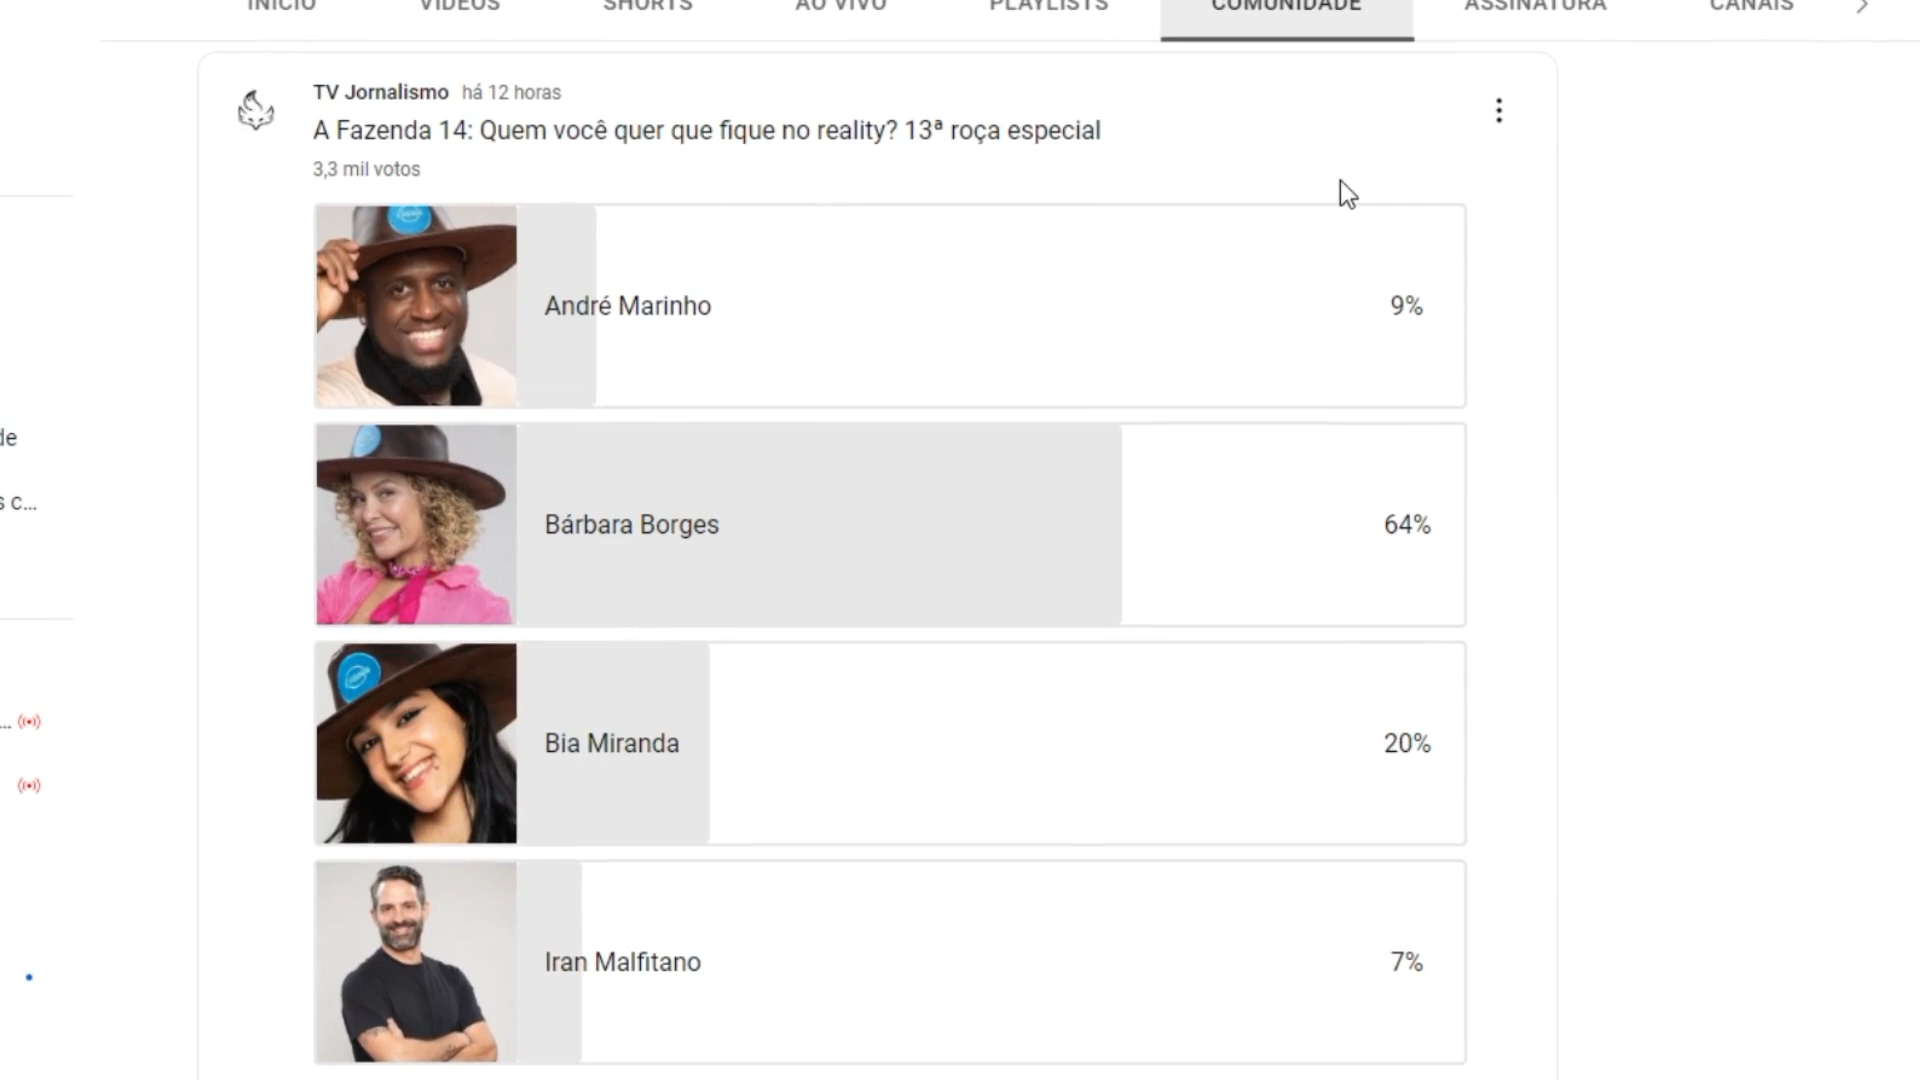 INÍCIO VÍDEOS SHORTS AO VIVO PLAYLISTS COMUNIDADE ASSINATURA CANAIS
TV Jornalismo há 12 horas
A Fazenda 14: Quem você quer que fique no reality? 13ª roça especial
3,3 mil votos
André Marinho 9%
de
s c...
Bárbara Borges 64%
...
Bia Miranda 20%
Iran Malfitano 7%